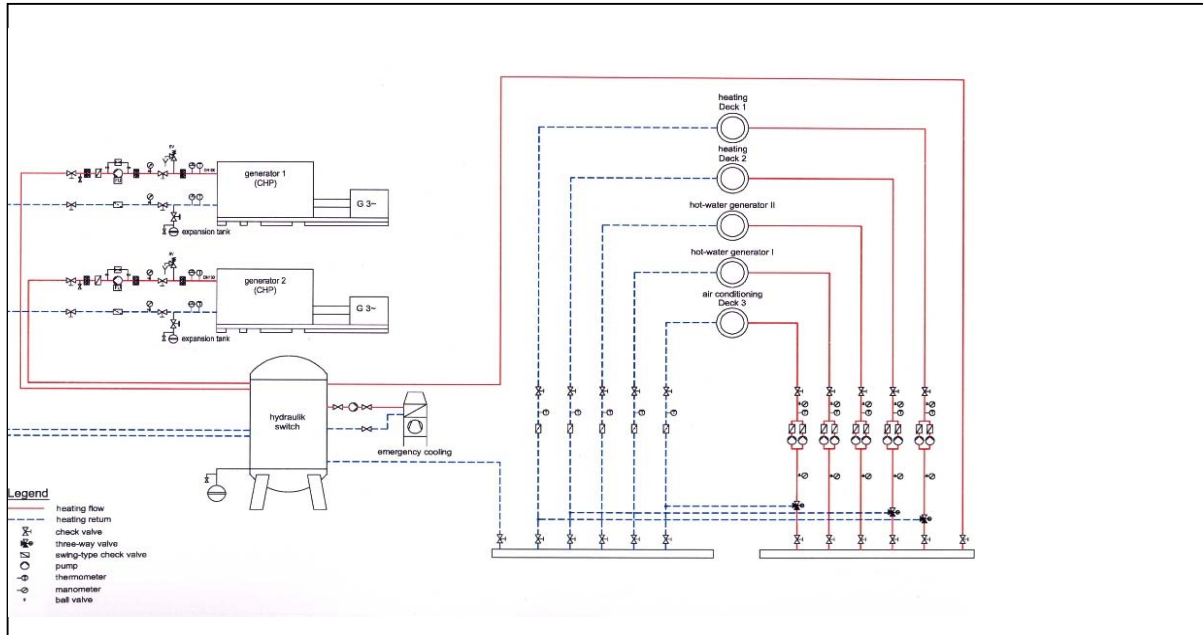 heating
Deck 1
heating
Deck 2
hot-water generator II
hot-water generator I
air conditioning
Deck 3
generator 1
(CHP)
G 3~
expansion tank
generator 2
(CHP)
G 3~
expansion tank
hydraulik
switch
emergency cooling
Legend
heating flow
heating return
check valve
three-way valve
swing-type check valve
pump
thermometer
manometer
ball valve